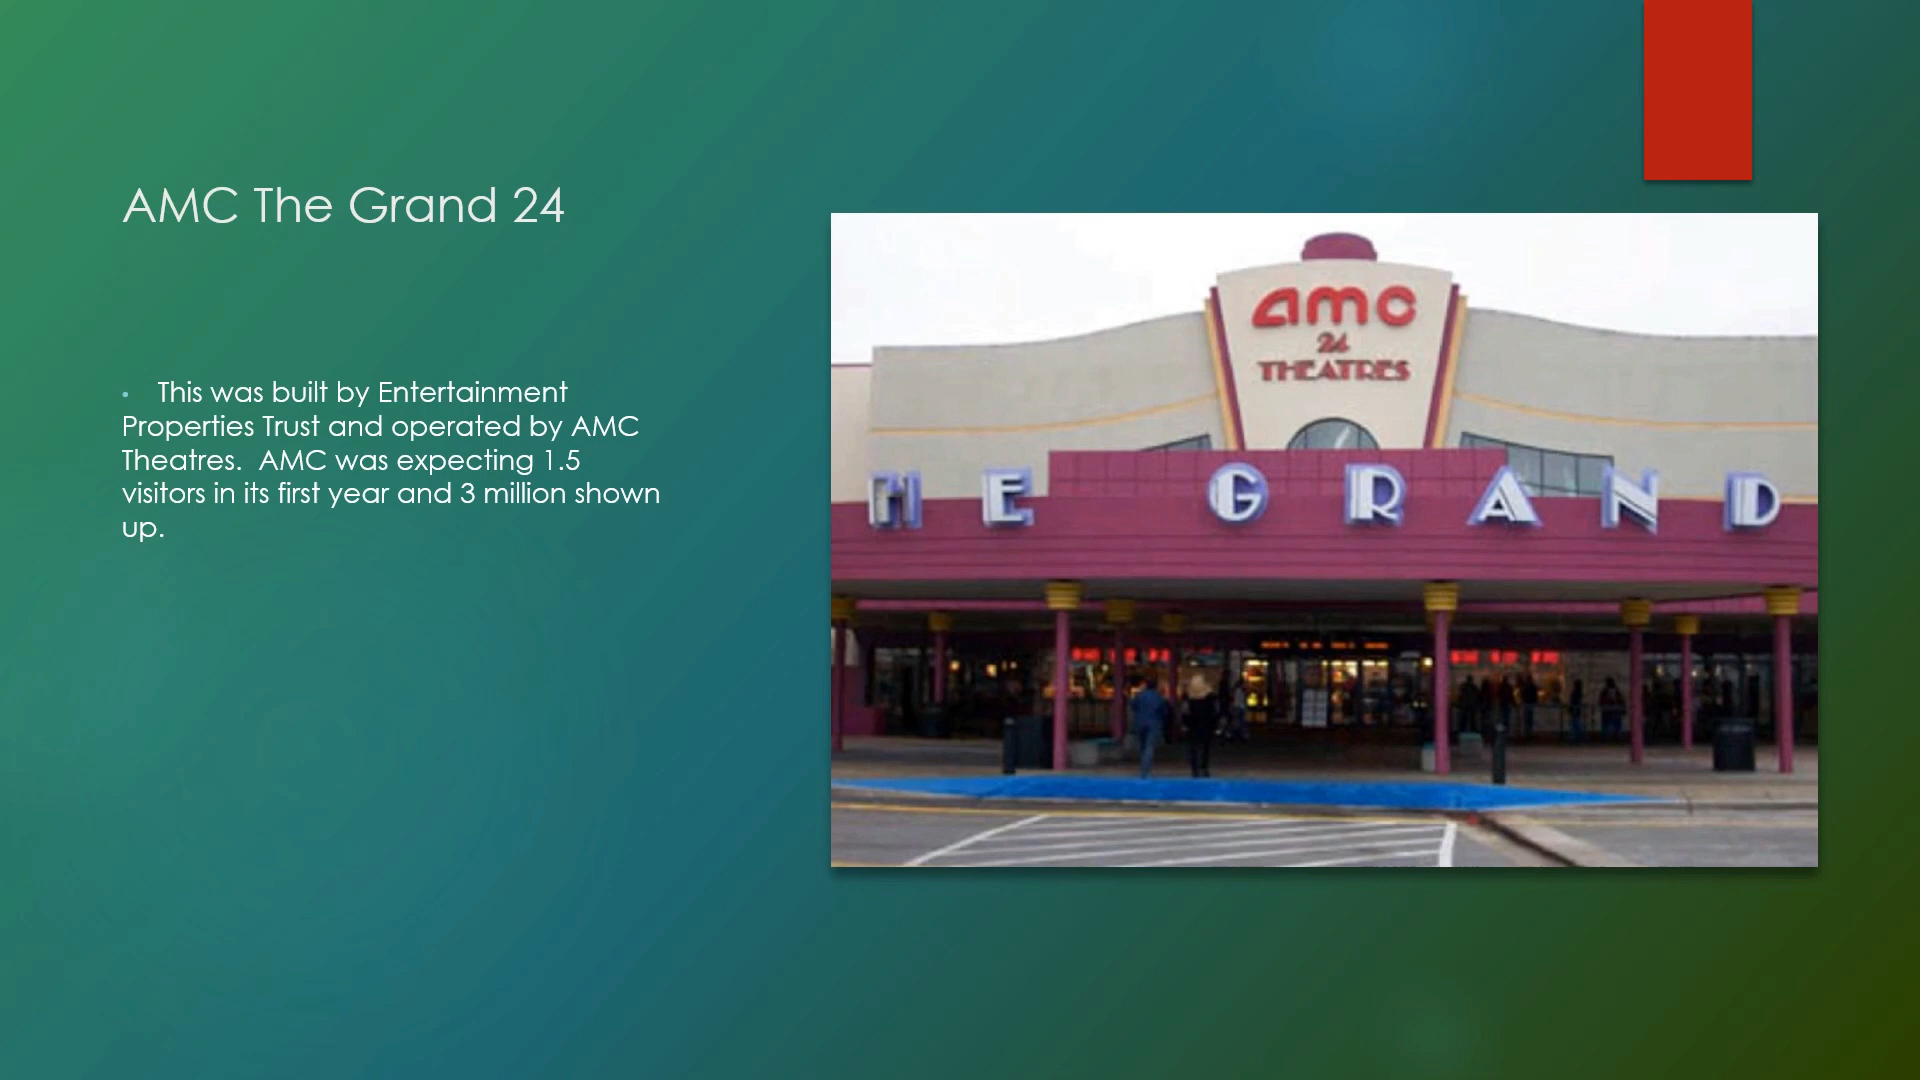 AMC The Grand 24
• This was built by Entertainment
Properties Trust and operated by AMC
Theatres.  AMC was expecting 1.5
visitors in its first year and 3 million shown
up.
amc
24
THEATRES
HE GRAND